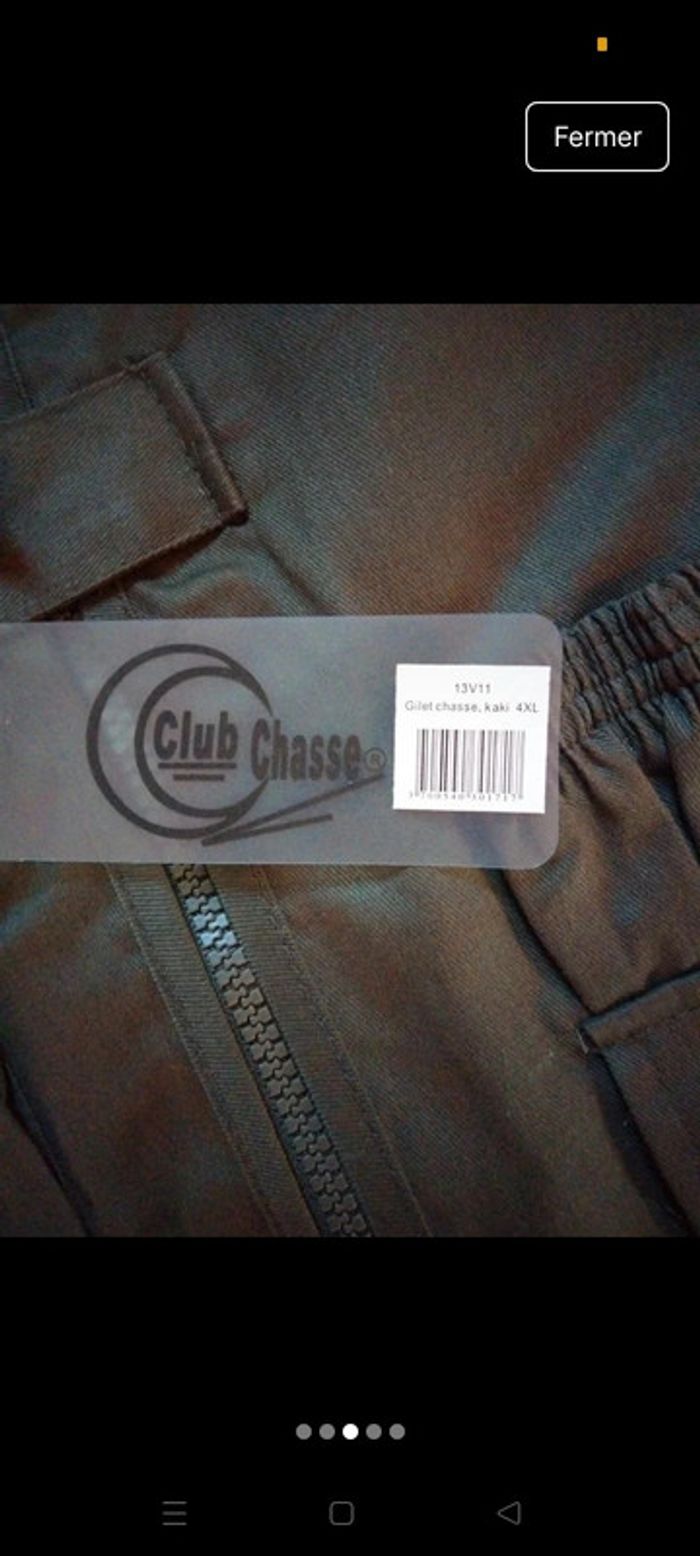 Fermer
Club Chasse®
13V11
Gilet chasse, kaki 4XL